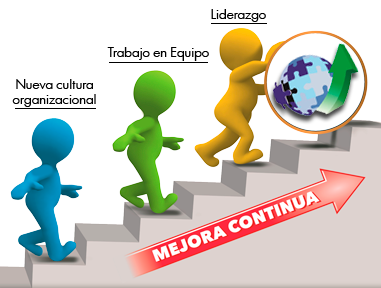 Liderazgo
Trabajo en Equipo
Nueva cultura
organizacional
MEJORA CONTINUA